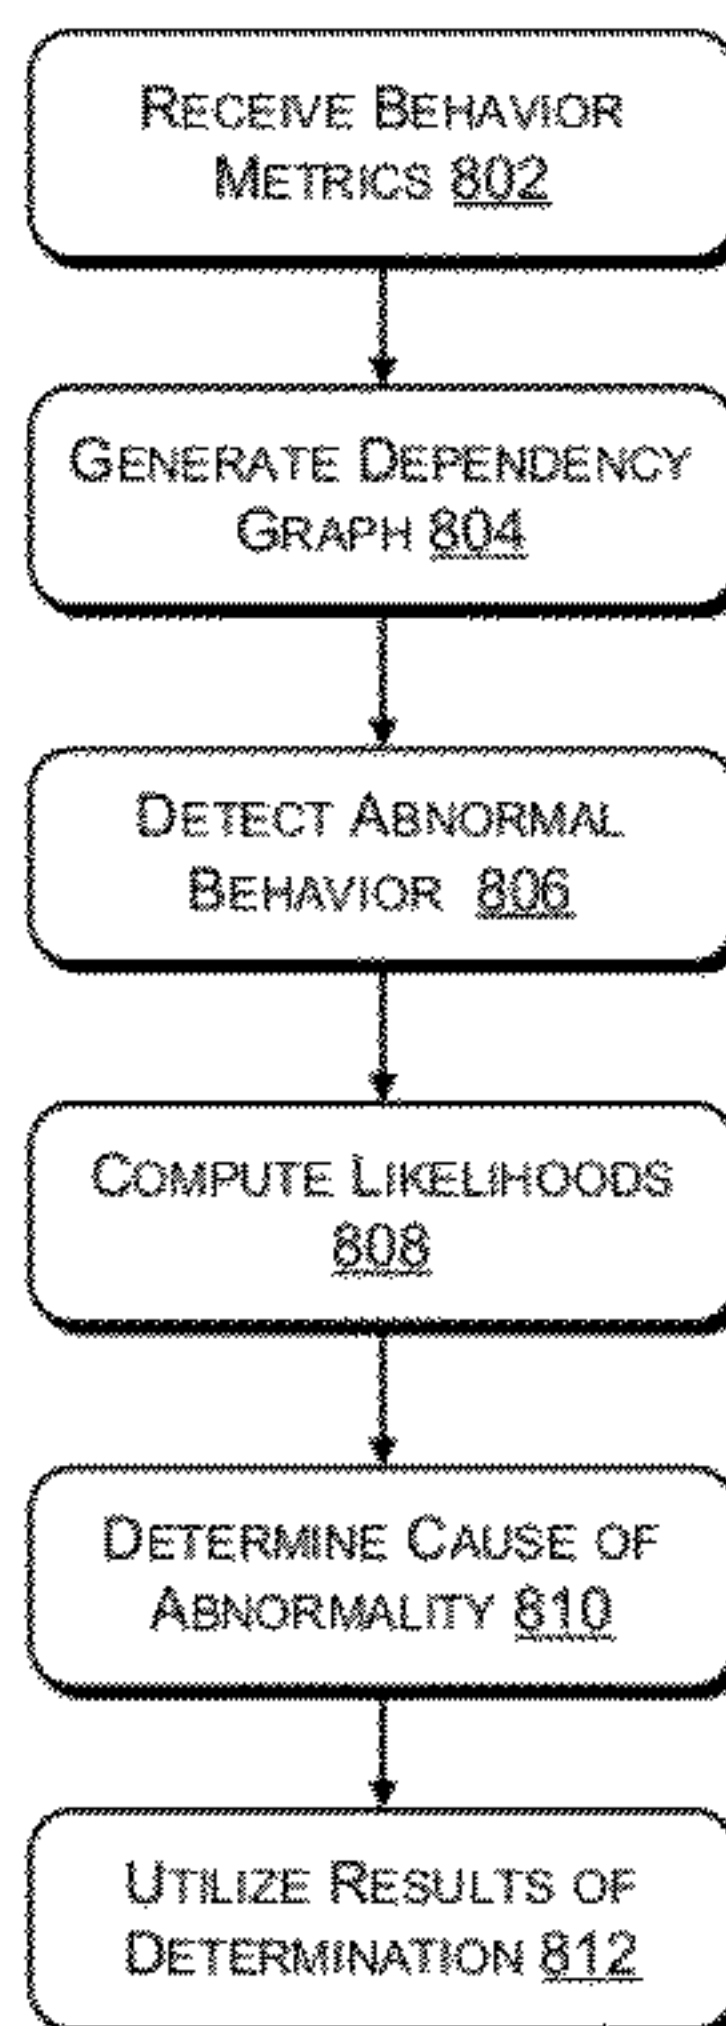 RECEIVE BEHAVIOR
METRICS 802
GENERATE DEPENDENCY
GRAPH 804
DETECT ABNORMAL
BEHAVIOR 806
COMPUTE LIKELIHOODS
808
DETERMINE CAUSE OF
ABNORMALITY 810
UTILIZE RESULTS OF
DETERMINATION 812